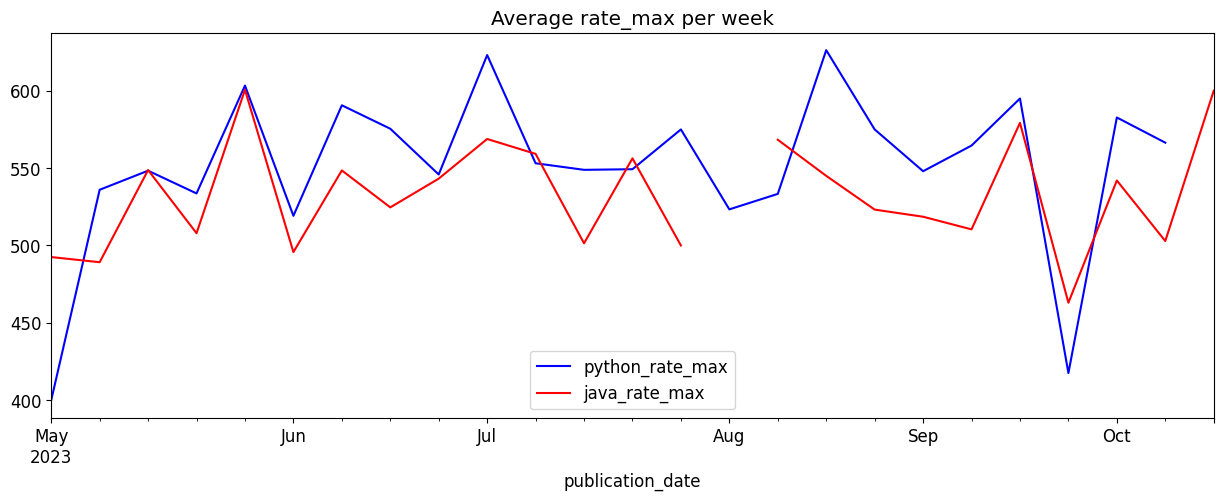 Average rate_max per week
600
550
500
450
400
python_rate_max
java_rate_max
May Jun Jul Aug Sep Oct
2023
publication_date